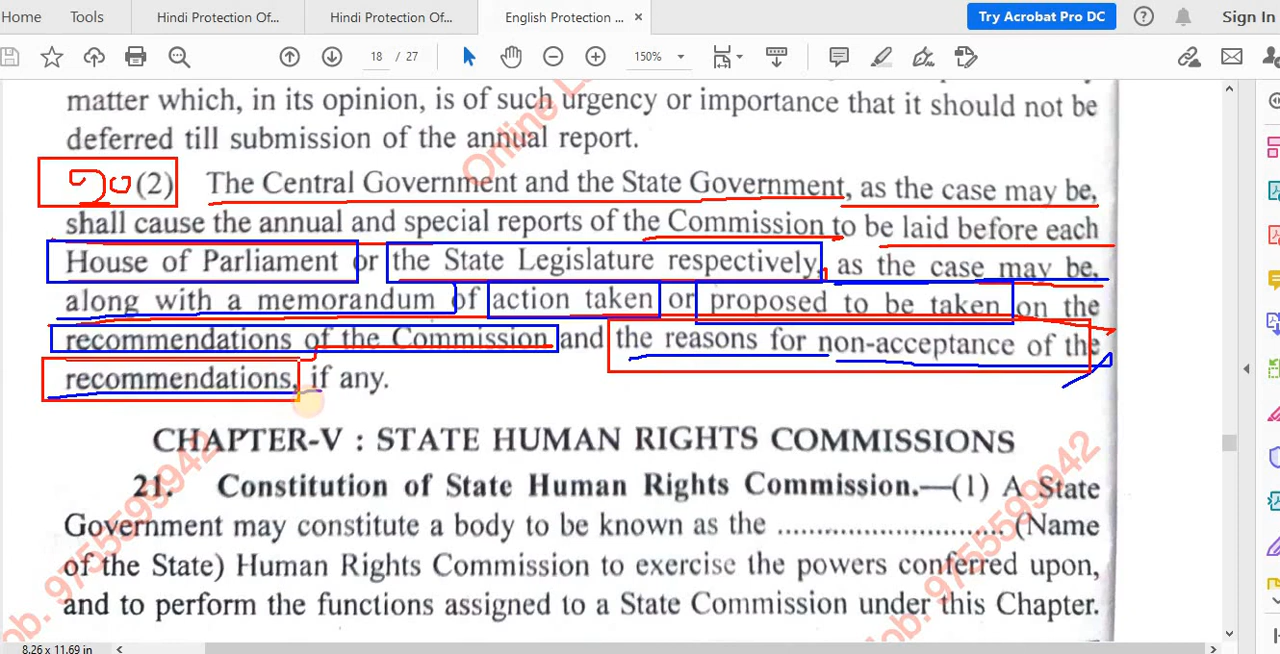 Home Tools Hindi Protection Of... Hindi Protection Of... English Protection ... × Try Acrobat Pro DC Sign In
18 / 27 150%
matter which, in its opinion, is of such urgency or importance that it should not be
deferred till submission of the annual report.
20 (2) The Central Government and the State Government, as the case may be,
shall cause the annual and special reports of the Commission to be laid before each
House of Parliament or the State Legislature respectively, as the case may be,
along with a memorandum of action taken or proposed to be taken on the
recommendations of the Commission and the reasons for non-acceptance of the
recommendations, if any.
CHAPTER-V : STATE HUMAN RIGHTS COMMISSIONS
21. Constitution of State Human Rights Commission.—(1) A State
Government may constitute a body to be known as the ............................ (Name
of the State) Human Rights Commission to exercise the powers conferred upon,
and to perform the functions assigned to a State Commission under this Chapter.
Online
ob. 9755599942
ob. 9755599942
8.26 x 11.69 in